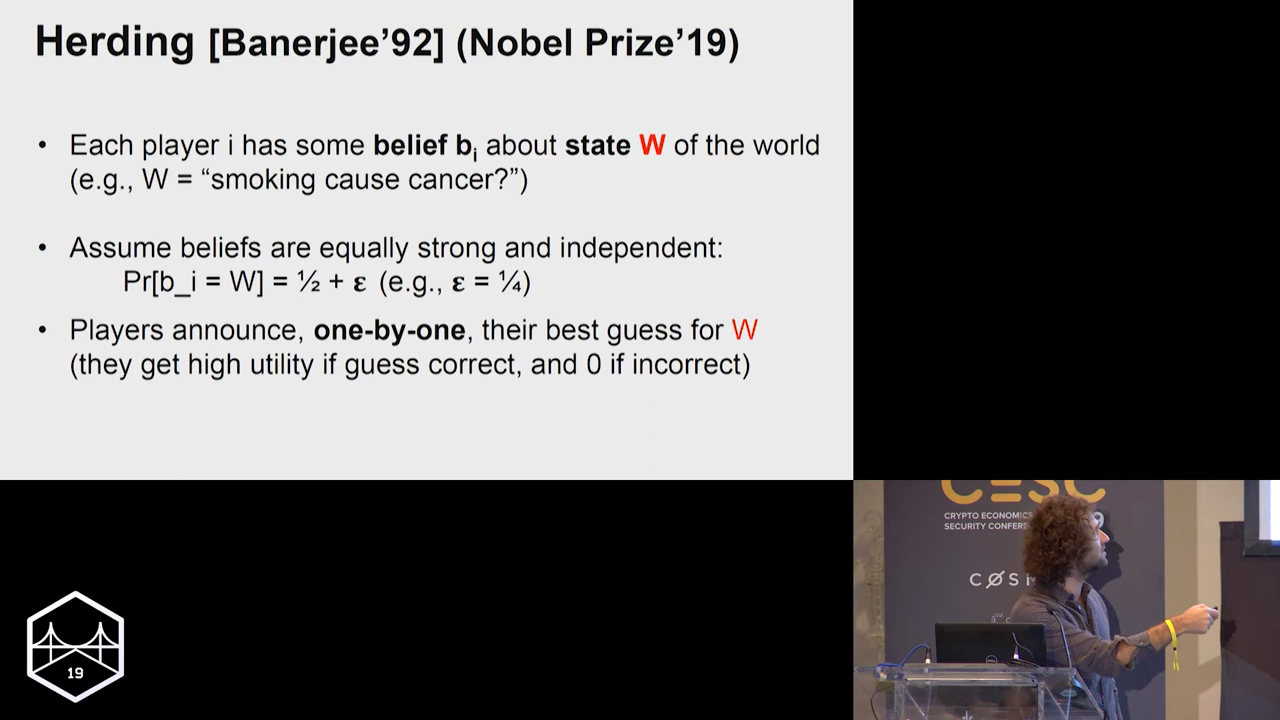 Herding [Banerjee’92] (Nobel Prize’19)
• Each player i has some belief bi about state W of the world
(e.g., W = “smoking cause cancer?”)
• Assume beliefs are equally strong and independent:
Pr[b_i = W] = ½ + ε (e.g., ε = ¼)
• Players announce, one-by-one, their best guess for W
(they get high utility if guess correct, and 0 if incorrect)
CESC
CRYPTO ECONOMICS
SECURITY
19